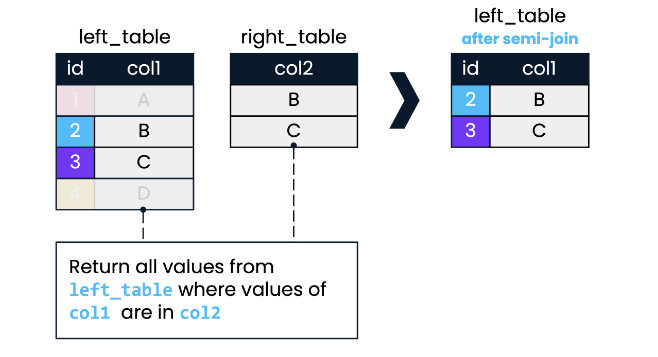 left_table
id col1
1 A
2 B
3 C
4 D
right_table
col2
B
C
left_table
after semi-join
id col1
2 B
3 C
Return all values from
left_table where values of
col1 are in col2